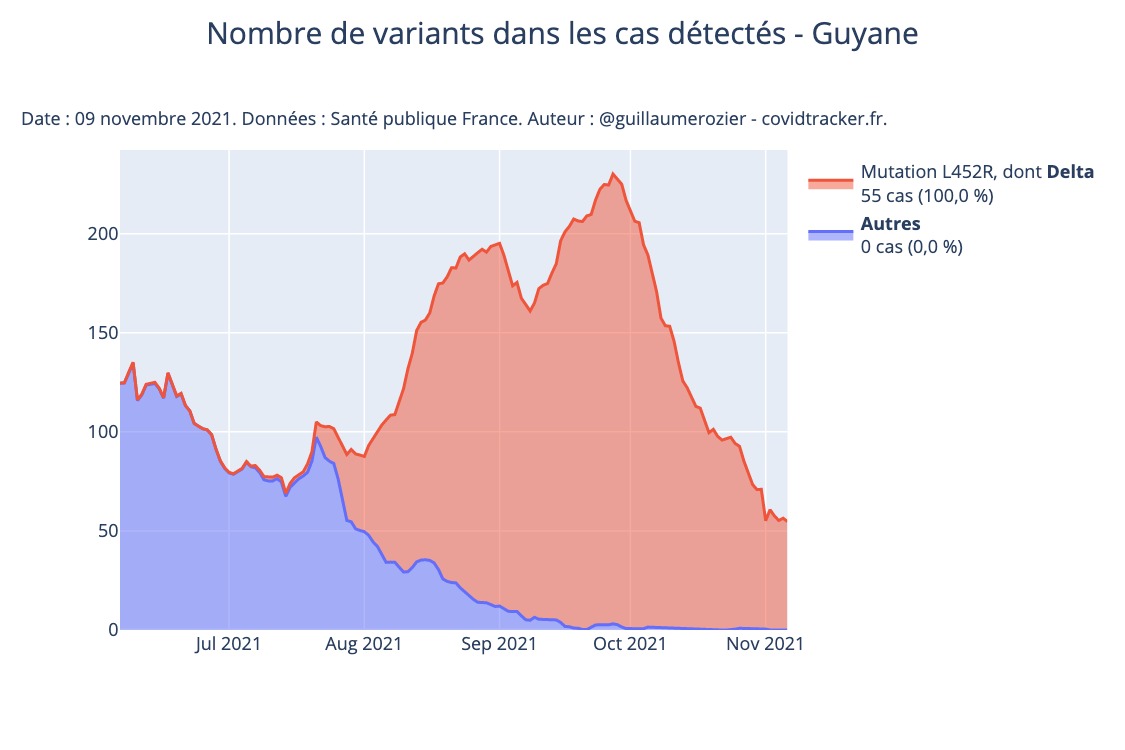 Nombre de variants dans les cas détectés - Guyane
Date : 09 novembre 2021. Données : Santé publique France. Auteur : @guillaumerozier - covidtracker.fr.
Mutation L452R, dont Delta
55 cas (100,0 %)
Autres
0 cas (0,0 %)
200
150
100
50
0
Jul 2021 Aug 2021 Sep 2021 Oct 2021 Nov 2021